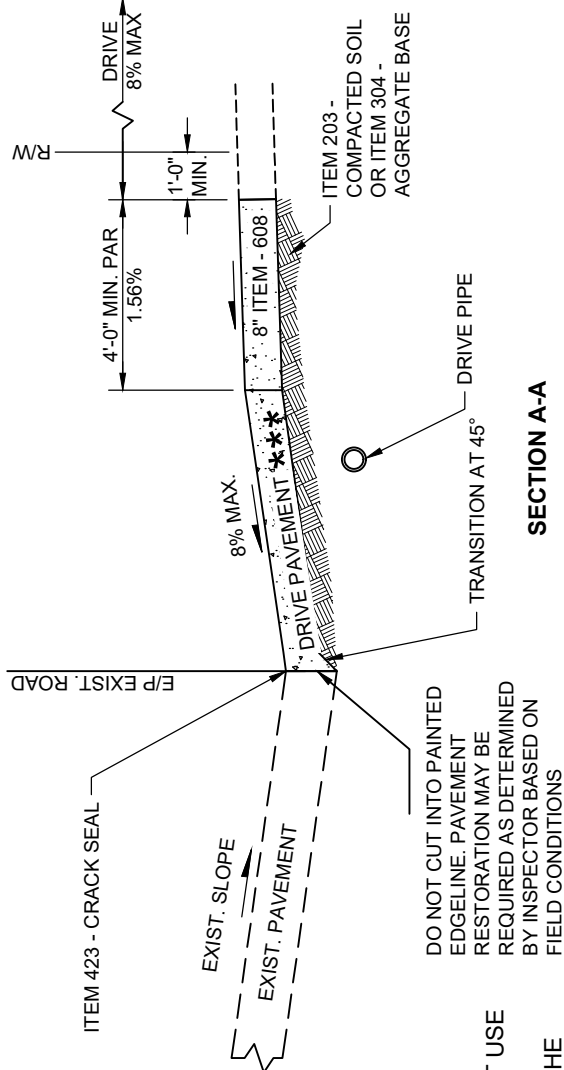 ITEM 423 - CRACK SEAL
E/P EXIST. ROAD
8% MAX.
4'-0" MIN. PAR
1.56%
R/W
1'-0"
MIN.
DRIVE
8% MAX
EXIST. SLOPE
EXIST. PAVEMENT
DRIVE PAVEMENT ***
8" ITEM - 608
ITEM 203 -
COMPACTED SOIL
OR ITEM 304 -
AGGREGATE BASE
DO NOT CUT INTO PAINTED
EDGELINE. PAVEMENT
RESTORATION MAY BE
REQUIRED AS DETERMINED
BY INSPECTOR BASED ON
FIELD CONDITIONS
TRANSITION AT 45°
DRIVE PIPE
SECTION A-A
USE
HE